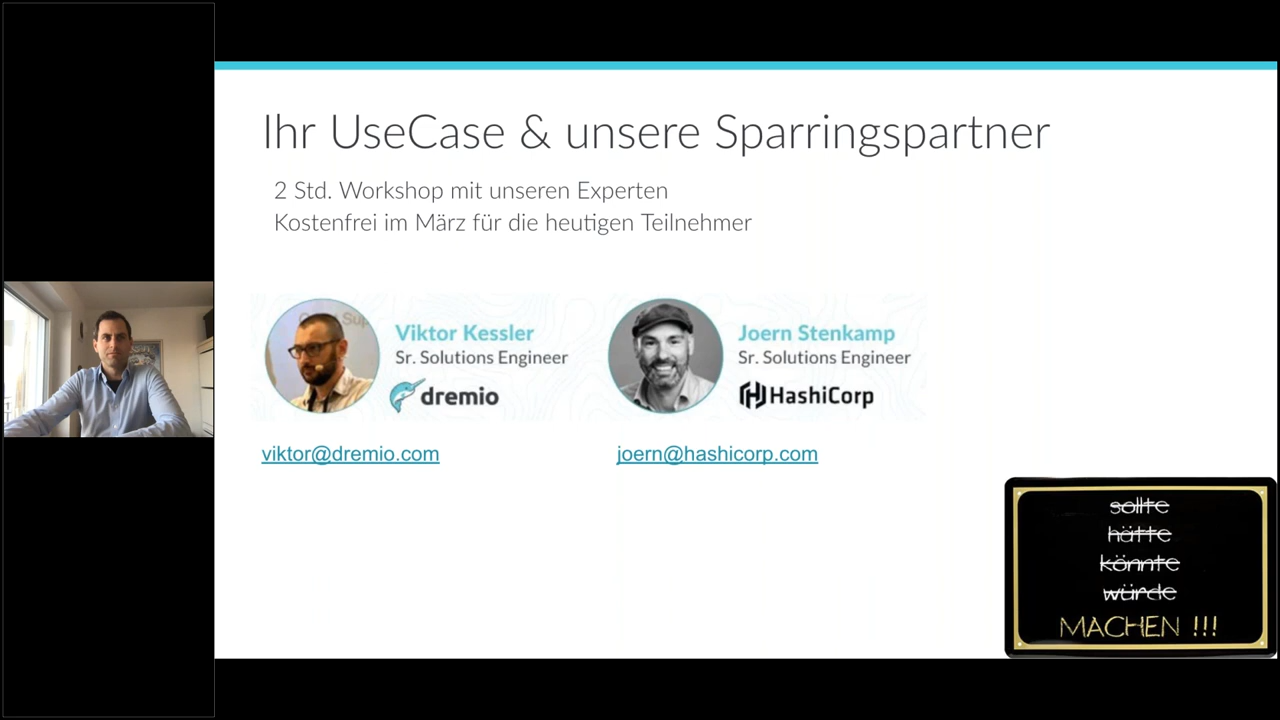 Ihr UseCase & unsere Sparringspartner
2 Std. Workshop mit unseren Experten
Kostenfrei im März für die heutigen Teilnehmer
Viktor Kessler
Sr. Solutions Engineer
dremio
viktor@dremio.com
Joern Stenkamp
Sr. Solutions Engineer
HashiCorp
joern@hashicorp.com
sollte
hätte
könnte
würde
MACHEN !!!